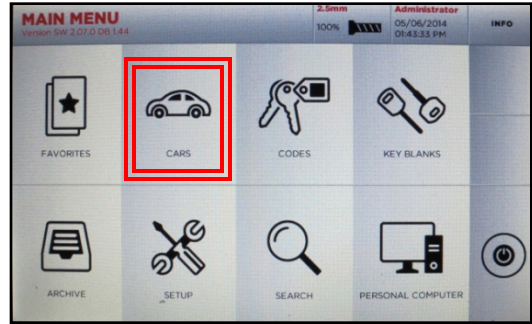 MAIN MENU
Version SW 2.07.0 DB 1.44
2.5mm
100%
Administrator
05/06/2014
01:43:33 PM
INFO
FAVORITES
CARS
CODES
KEY BLANKS
ARCHIVE
SETUP
SEARCH
PERSONAL COMPUTER